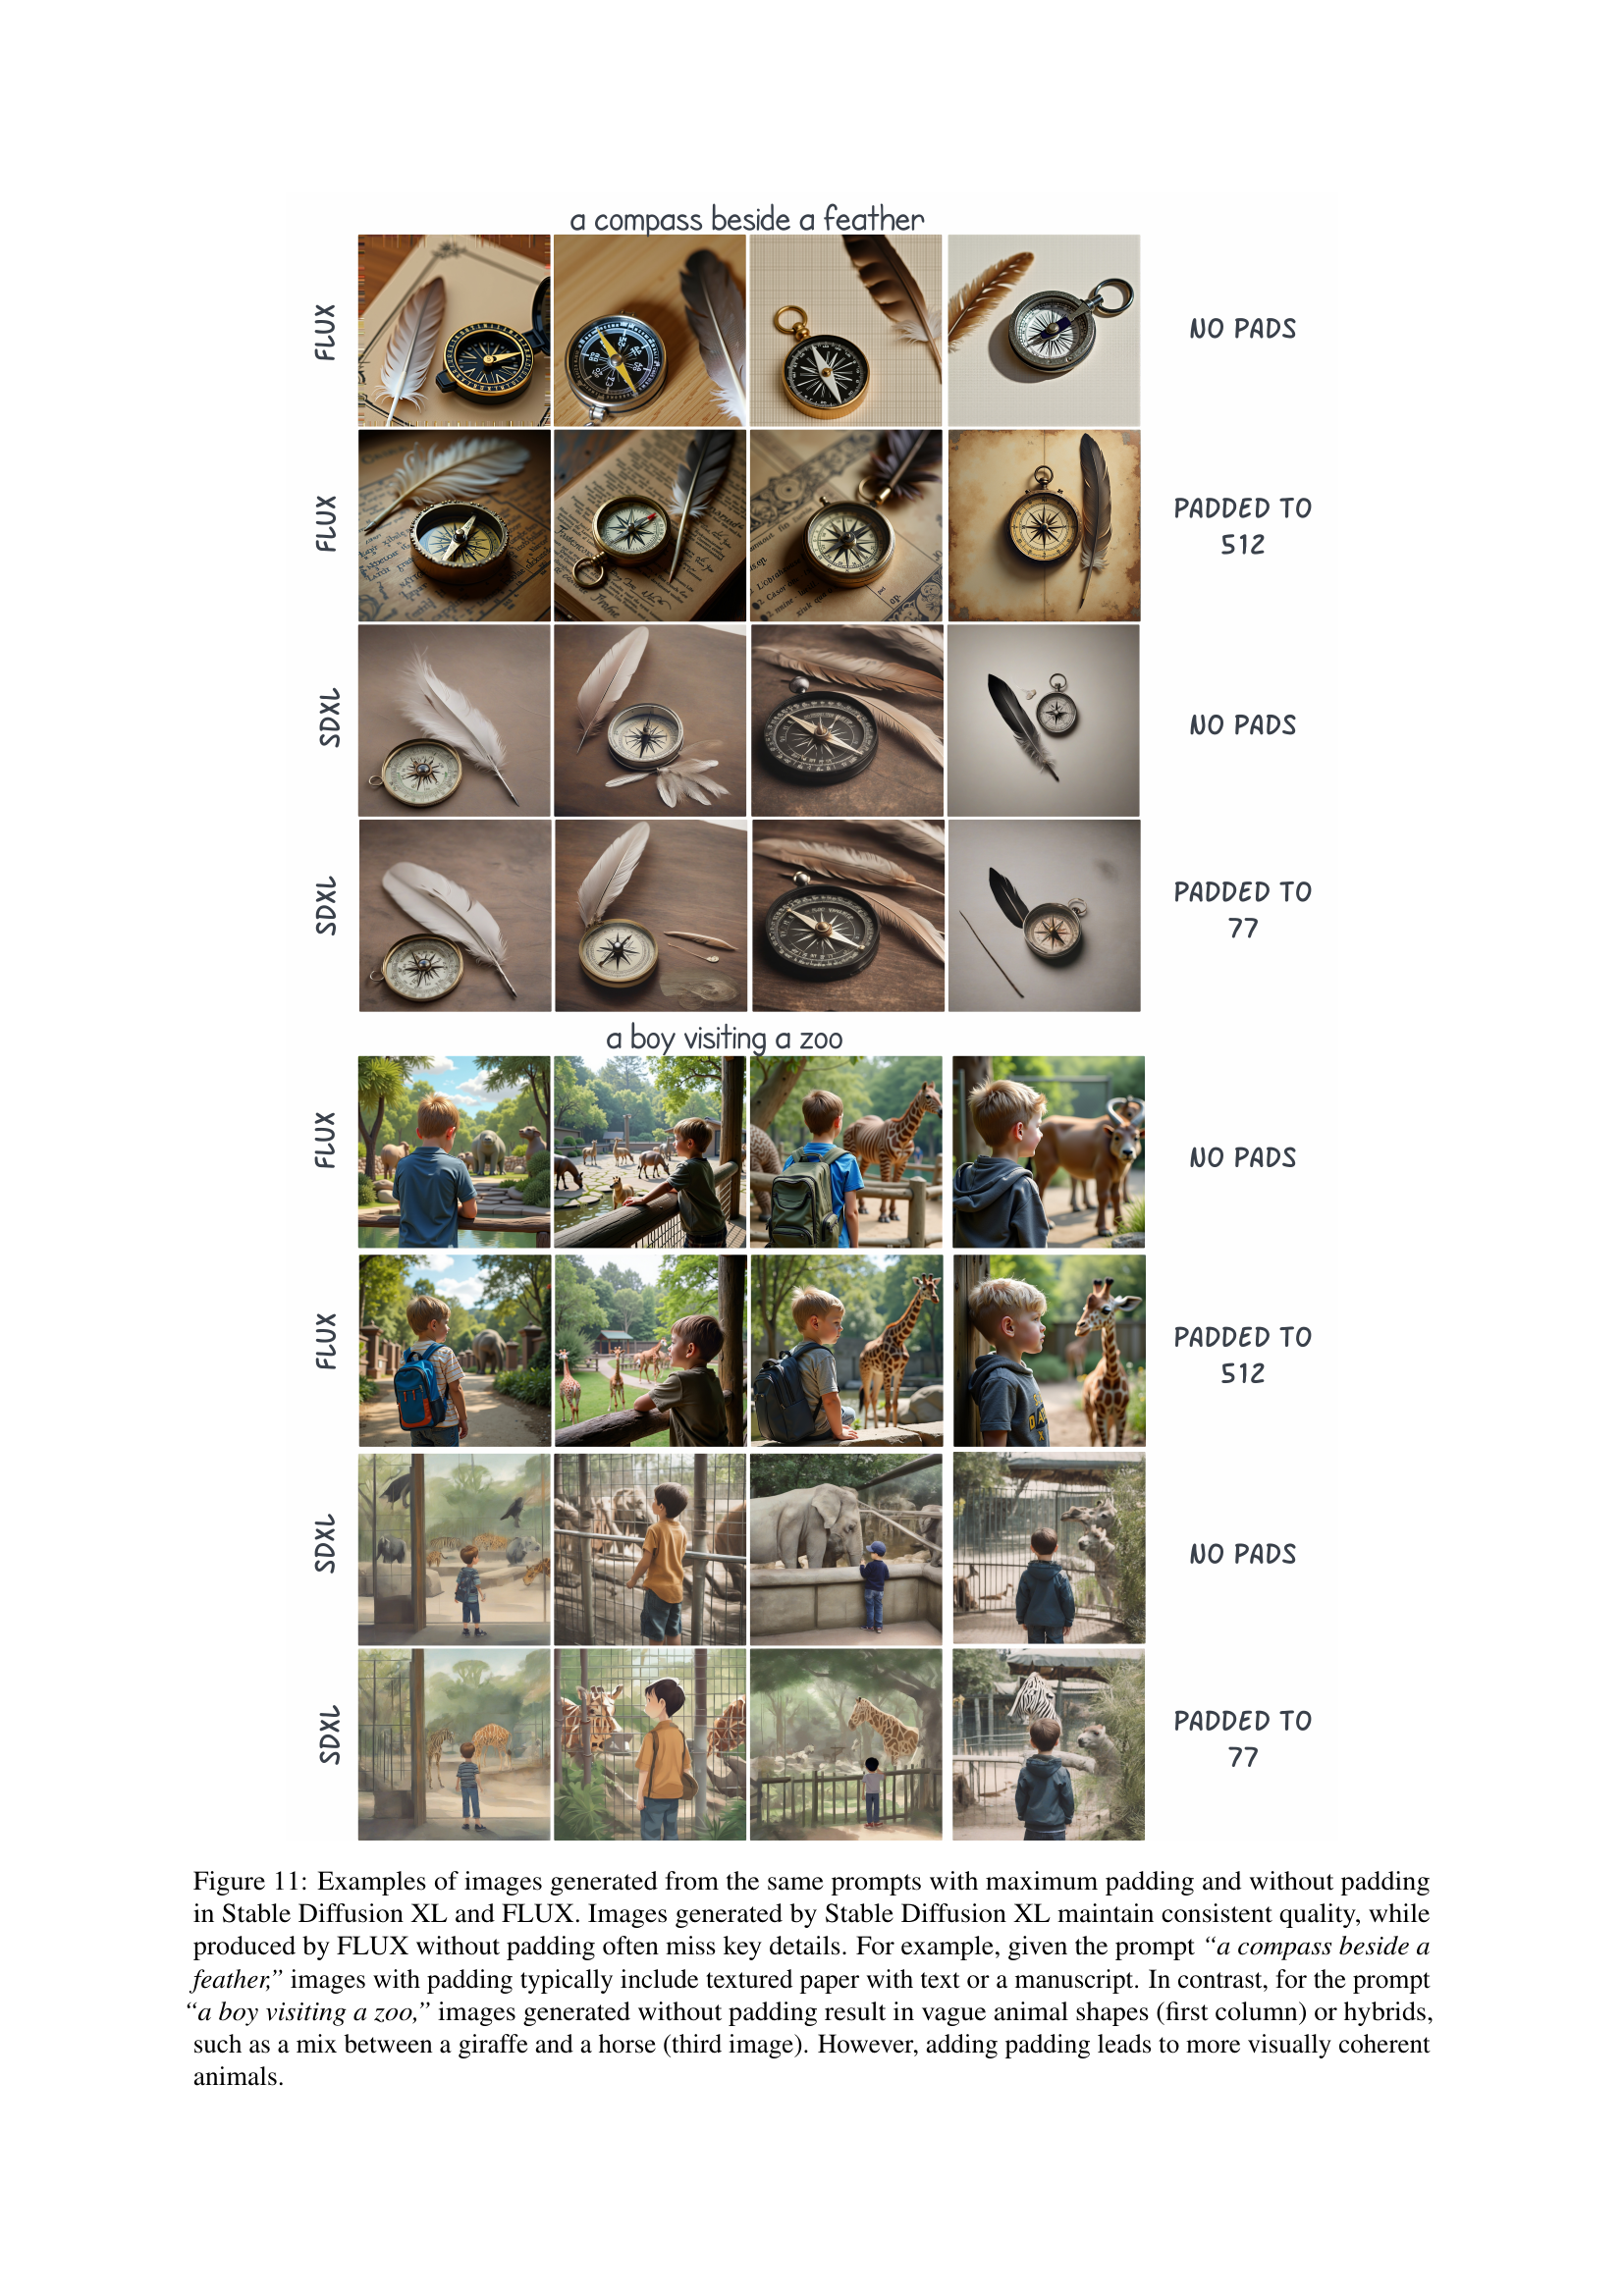 a compass beside a feather
FLUX
NO PADS
FLUX
PADDED TO
512
SDXL
NO PADS
SDXL
PADDED TO
77
a boy visiting a zoo
FLUX
NO PADS
FLUX
PADDED TO
512
SDXL
NO PADS
SDXL
PADDED TO
77
Figure 11: Examples of images generated from the same prompts with maximum padding and without padding
in Stable Diffusion XL and FLUX. Images generated by Stable Diffusion XL maintain consistent quality, while
produced by FLUX without padding often miss key details. For example, given the prompt “a compass beside a
feather,” images with padding typically include textured paper with text or a manuscript. In contrast, for the prompt
“a boy visiting a zoo,” images generated without padding result in vague animal shapes (first column) or hybrids,
such as a mix between a giraffe and a horse (third image). However, adding padding leads to more visually coherent
animals.